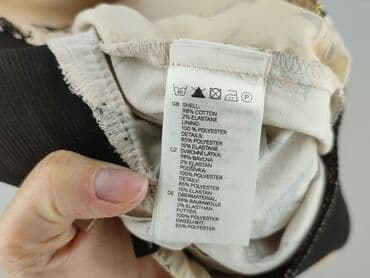 GB SHELL:
98% COTTON
2% ELASTANE
LINING:
100% POLYESTER
DETAILS:
85% POLYESTER
15% ELASTANE
CZ SVRCHNÍ LÁTKA:
98% BAVLNA
2% ELASTAN
PODŠÍVKA:
100% POLYESTER
DETAILY:
85% POLYESTER
15% ELASTAN
DE OBERMATERIAL:
98% BAUMWOLLE
2% ELASTHAN
FUTTER:
100% POLYESTER
85% POLYESTER